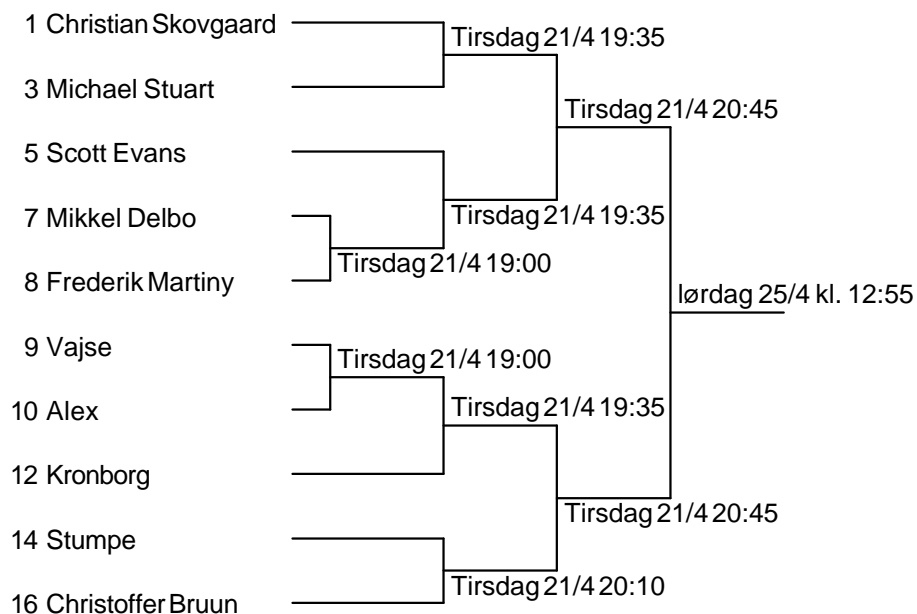 1 Christian Skovgaard
Tirsdag 21/4 19:35
3 Michael Stuart
Tirsdag 21/4 20:45
5 Scott Evans
7 Mikkel Delbo
Tirsdag 21/4 19:35
Tirsdag 21/4 19:00
8 Frederik Martiny
lørdag 25/4 kl. 12:55
9 Vajse
Tirsdag 21/4 19:00
10 Alex
Tirsdag 21/4 19:35
12 Kronborg
Tirsdag 21/4 20:45
14 Stumpe
Tirsdag 21/4 20:10
16 Christoffer Bruun